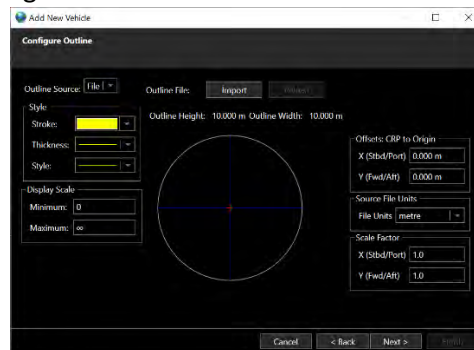 Add New Vehicle
Configure Outline
Outline Source: File
Outline File: Import
Style
Stroke:
Thickness:
Style:
Outline Height: 10.000 m Outline Width: 10.000 m
Display Scale
Minimum: 0
Maximum: ∞
Offsets: CRP to Origin
X (Stbd/Port) 0.000 m
Y (Fwd/Aft) 0.000 m
Source File Units
File Units metre
Scale Factor
X (Stbd/Port) 1.0
Y (Fwd/Aft) 1.0
Cancel < Back Next > Finish